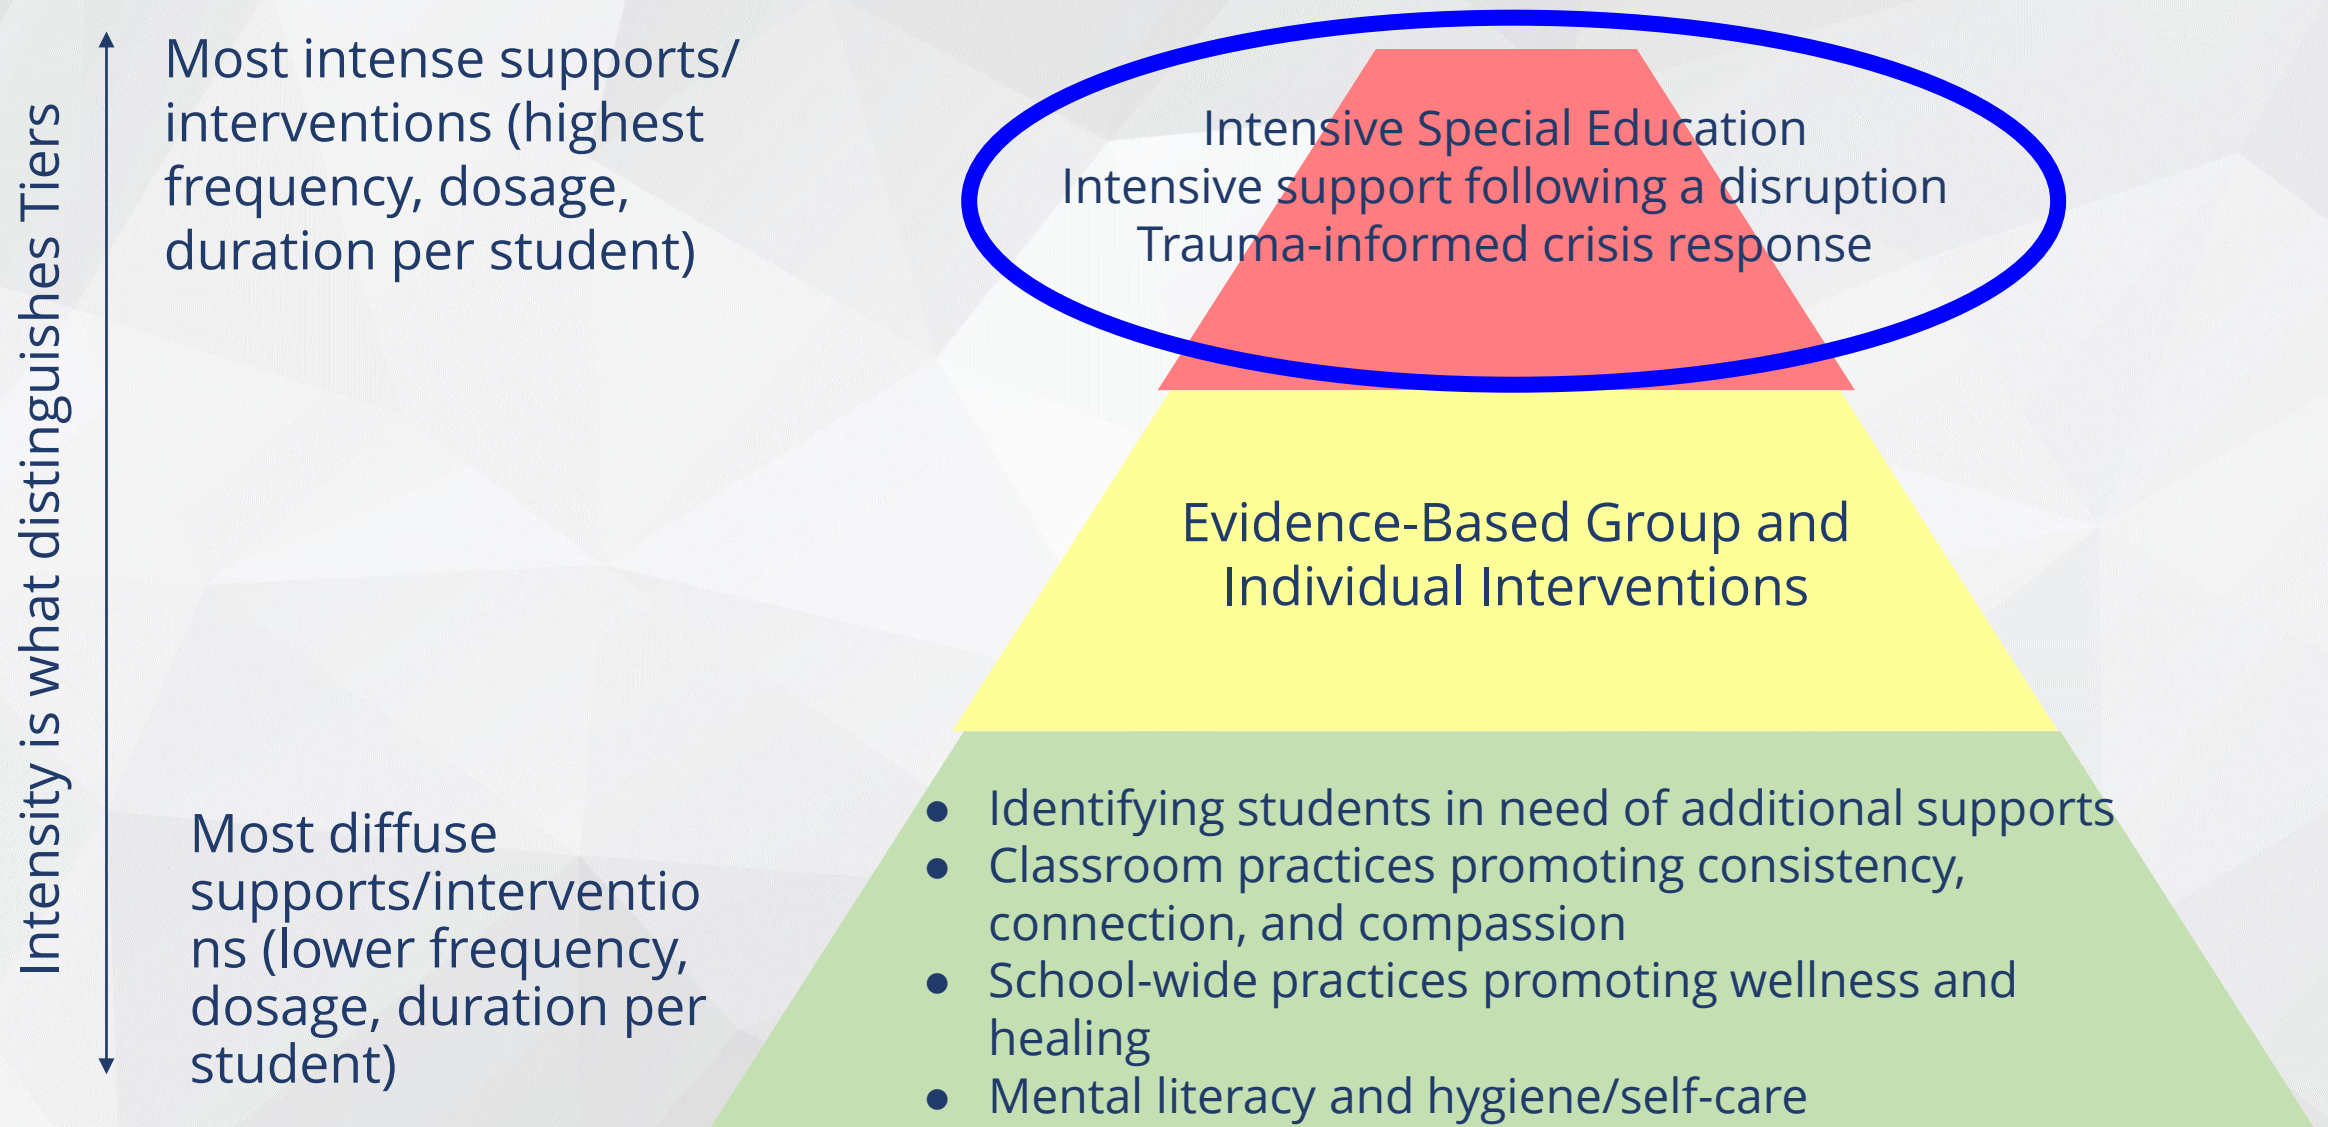 Intensity is what distinguishes Tiers
Most intense supports/
interventions (highest
frequency, dosage,
duration per student)
Most diffuse
supports/interventio
ns (lower frequency,
dosage, duration per
student)
Intensive Special Education
Intensive support following a disruption
Trauma-informed crisis response
Evidence-Based Group and
Individual Interventions
● Identifying students in need of additional supports
● Classroom practices promoting consistency,
connection, and compassion
● School-wide practices promoting wellness and
healing
● Mental literacy and hygiene/self-care